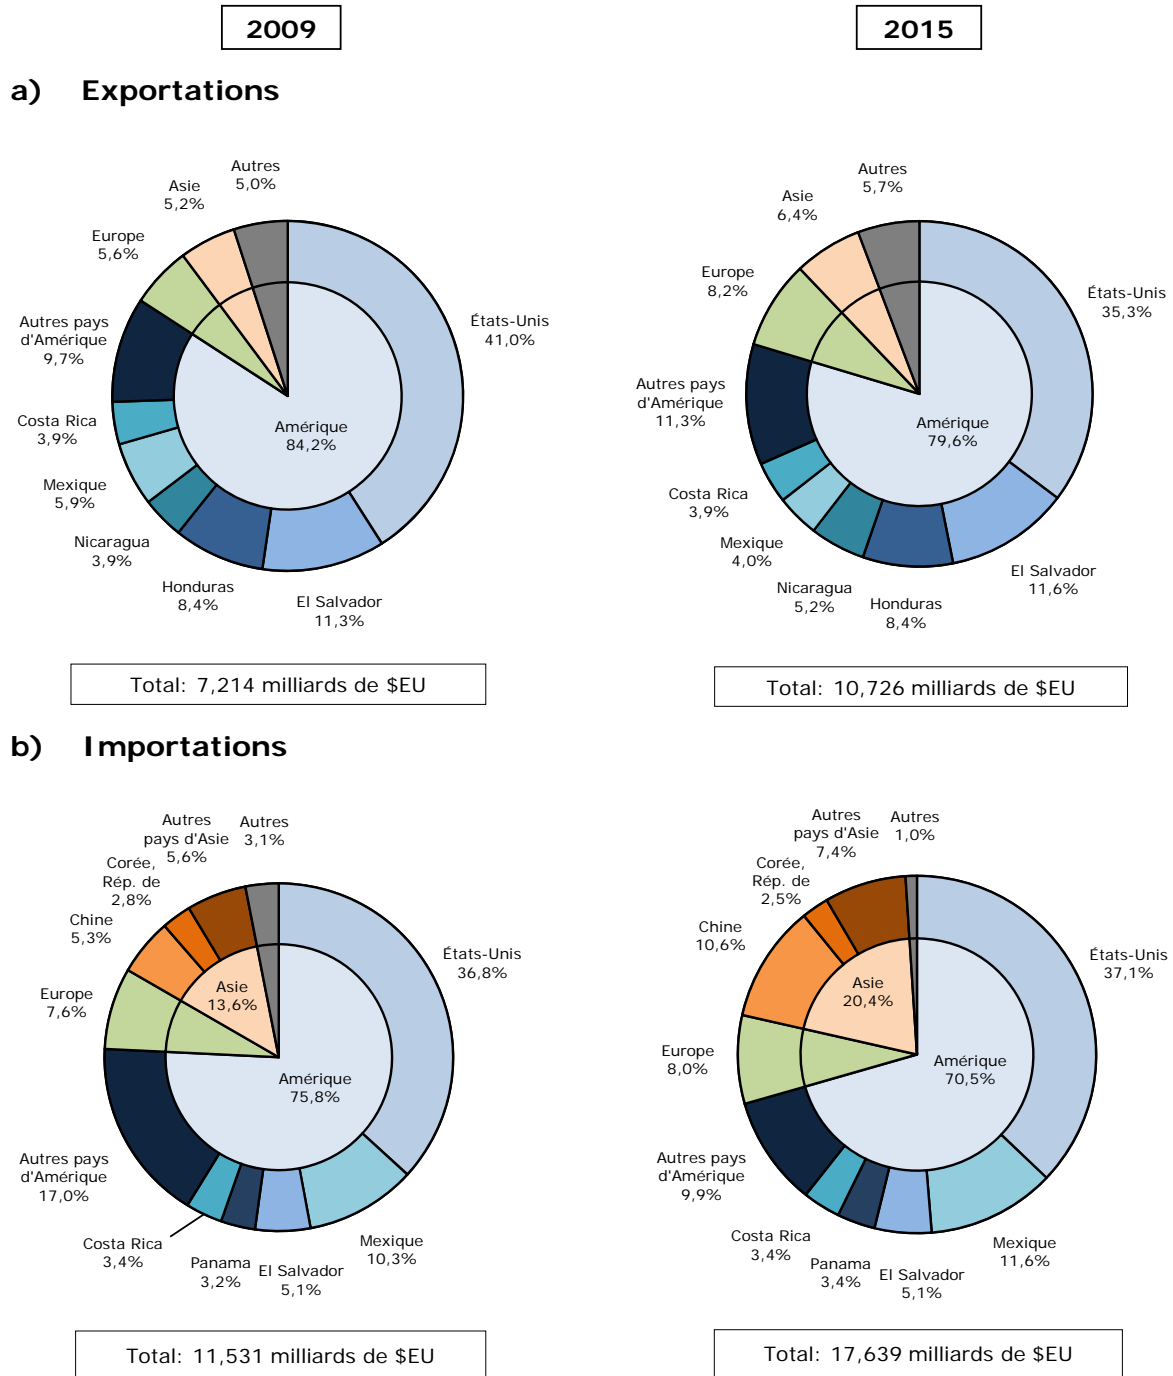 2009
2015
a) Exportations
Autres
5,0%
Asie
5,2%
Europe
5,6%
Autres pays
d'Amérique
9,7%
Costa Rica
3,9%
Mexique
5,9%
Nicaragua
3,9%
Honduras
8,4%
El Salvador
11,3%
États-Unis
41,0%
Amérique
84,2%
Total: 7,214 milliards de $EU
Autres
5,7%
Asie
6,4%
Europe
8,2%
Autres pays
d'Amérique
11,3%
Costa Rica
3,9%
Mexique
4,0%
Nicaragua
5,2%
Honduras
8,4%
El Salvador
11,6%
États-Unis
35,3%
Amérique
79,6%
Total: 10,726 milliards de $EU
b) Importations
Autres
3,1%
Autres
pays d'Asie
5,6%
Corée,
Rép. de
2,8%
Chine
5,3%
Europe
7,6%
Autres pays
d'Amérique
17,0%
Costa Rica
3,4%
Panama
3,2%
El Salvador
5,1%
Mexique
10,3%
États-Unis
36,8%
Asie
13,6%
Amérique
75,8%
Total: 11,531 milliards de $EU
Autres
1,0%
Autres
pays d'Asie
7,4%
Corée,
Rép. de
2,5%
Chine
10,6%
Europe
8,0%
Autres pays
d'Amérique
9,9%
Costa Rica
3,4%
Panama
3,4%
El Salvador
5,1%
Mexique
11,6%
États-Unis
37,1%
Asie
20,4%
Amérique
70,5%
Total: 17,639 milliards de $EU